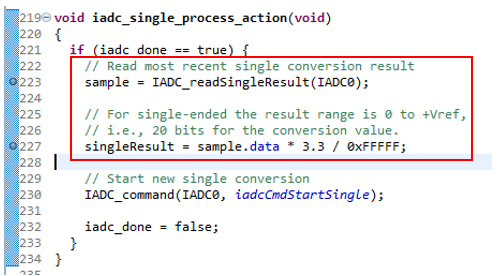 219 void iadc_single_process_action(void)
220 {
221   if (iadc_done == true) {
222     // Read most recent single conversion result
223     sample = IADC_readSingleResult(IADC0);
224
225     // For single-ended the result range is 0 to +Vref,
226     // i.e., 20 bits for the conversion value.
227     singleResult = sample.data * 3.3 / 0xFFFFF;
228
229     // Start new single conversion
230     IADC_command(IADC0, iadcCmdStartSingle);
231
232     iadc_done = false;
233   }
234 }
235